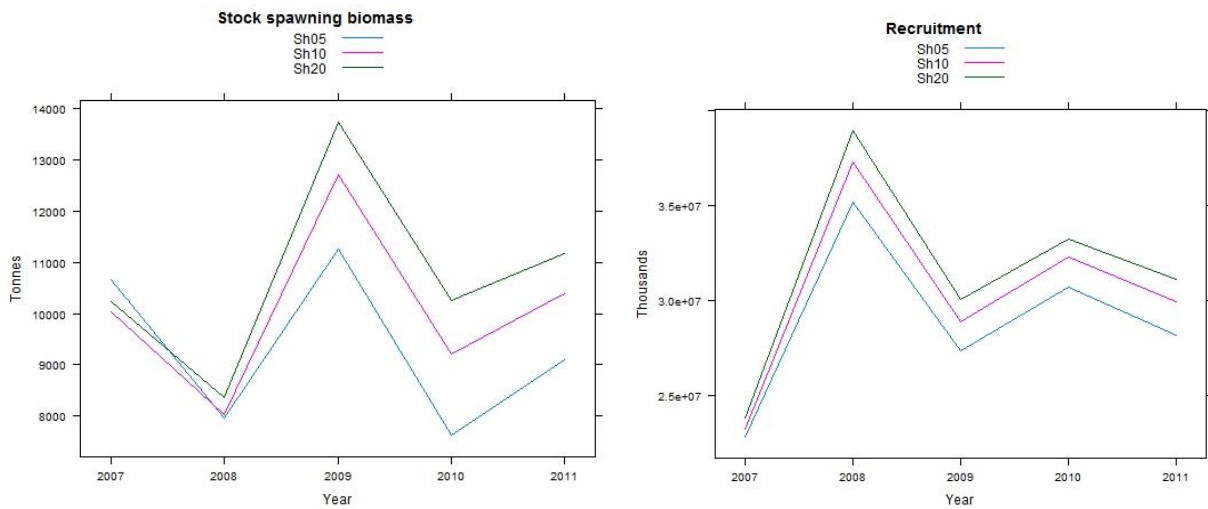 Stock spawning biomass
Sh05
Sh10
Sh20
14000
13000
12000
11000
10000
9000
8000
Tonnes
2007 2008 2009 2010 2011
Year
Recruitment
Sh05
Sh10
Sh20
3.5e+07
3.0e+07
2.5e+07
Thousands
2007 2008 2009 2010 2011
Year